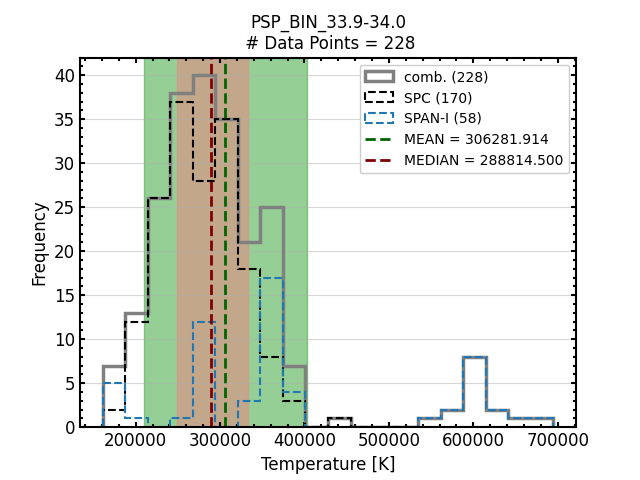 PSP_BIN_33.9-34.0
# Data Points = 228
40
35
30
25
20
15
10
5
0
Frequency
comb. (228)
SPC (170)
SPAN-I (58)
MEAN = 306281.914
MEDIAN = 288814.500
200000 300000 400000 500000 600000 700000
Temperature [K]